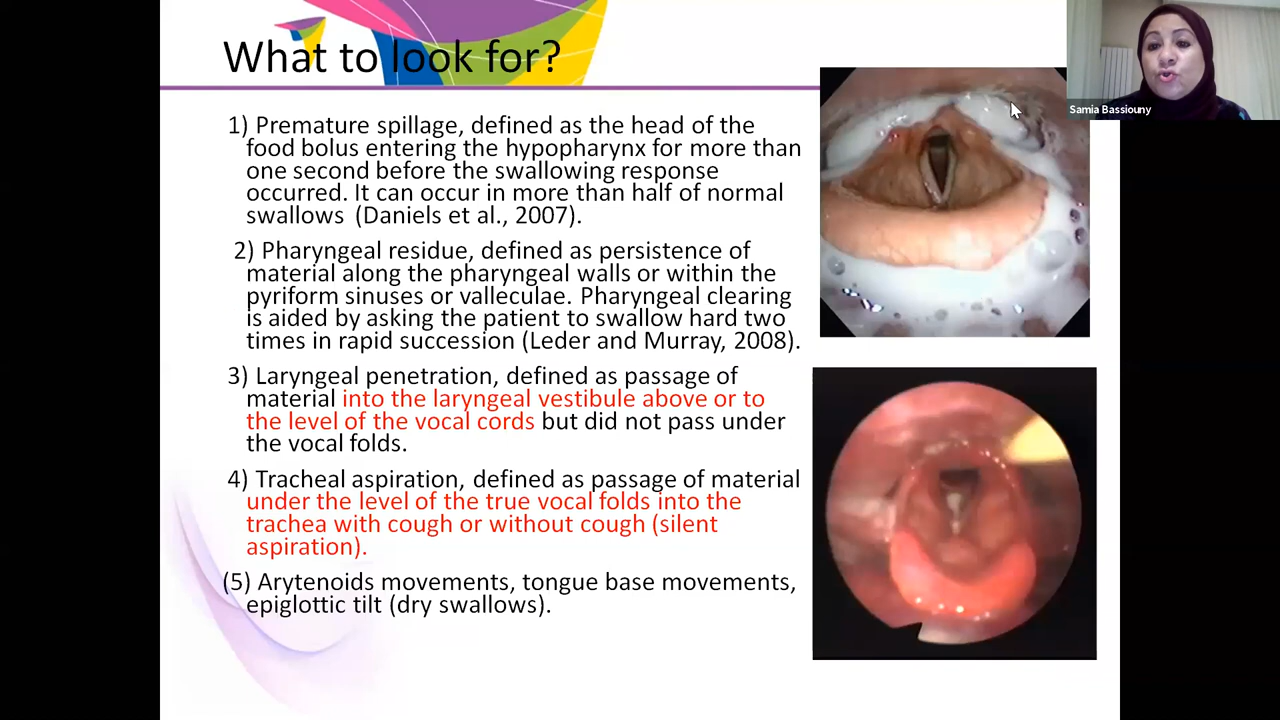 What to look for?
1) Premature spillage, defined as the head of the
food bolus entering the hypopharynx for more than
one second before the swallowing response
occurred. It can occur in more than half of normal
swallows (Daniels et al., 2007).
2) Pharyngeal residue, defined as persistence of
material along the pharyngeal walls or within the
pyriform sinuses or valleculae. Pharyngeal clearing
is aided by asking the patient to swallow hard two
times in rapid succession (Leder and Murray, 2008).
3) Laryngeal penetration, defined as passage of
material into the laryngeal vestibule above or to
the level of the vocal cords but did not pass under
the vocal folds.
4) Tracheal aspiration, defined as passage of material
under the level of the true vocal folds into the
trachea with cough or without cough (silent
aspiration).
(5) Arytenoids movements, tongue base movements,
epiglottic tilt (dry swallows).
Samia Bassiouny